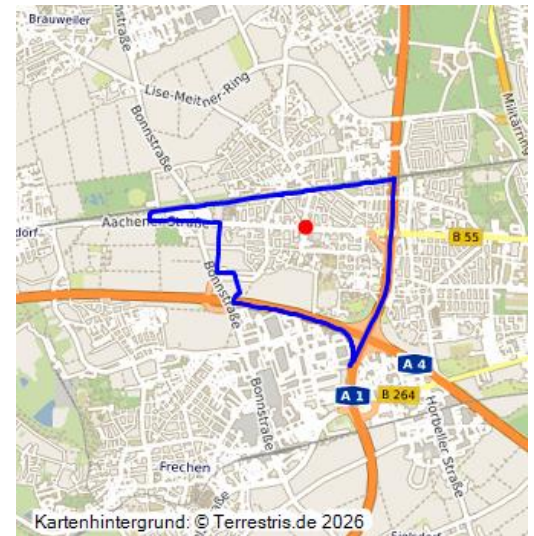 Brauweiler
Bonnstraße
Lise-Meitner-Ring
Militärring
Aachener Straße
dorf
B 55
Bonnstraße
A 4
A 1
B 264
Bonnstraße
Horbeller Straße
Frechen
Kartenhintergrund: © Terrestris.de 2026